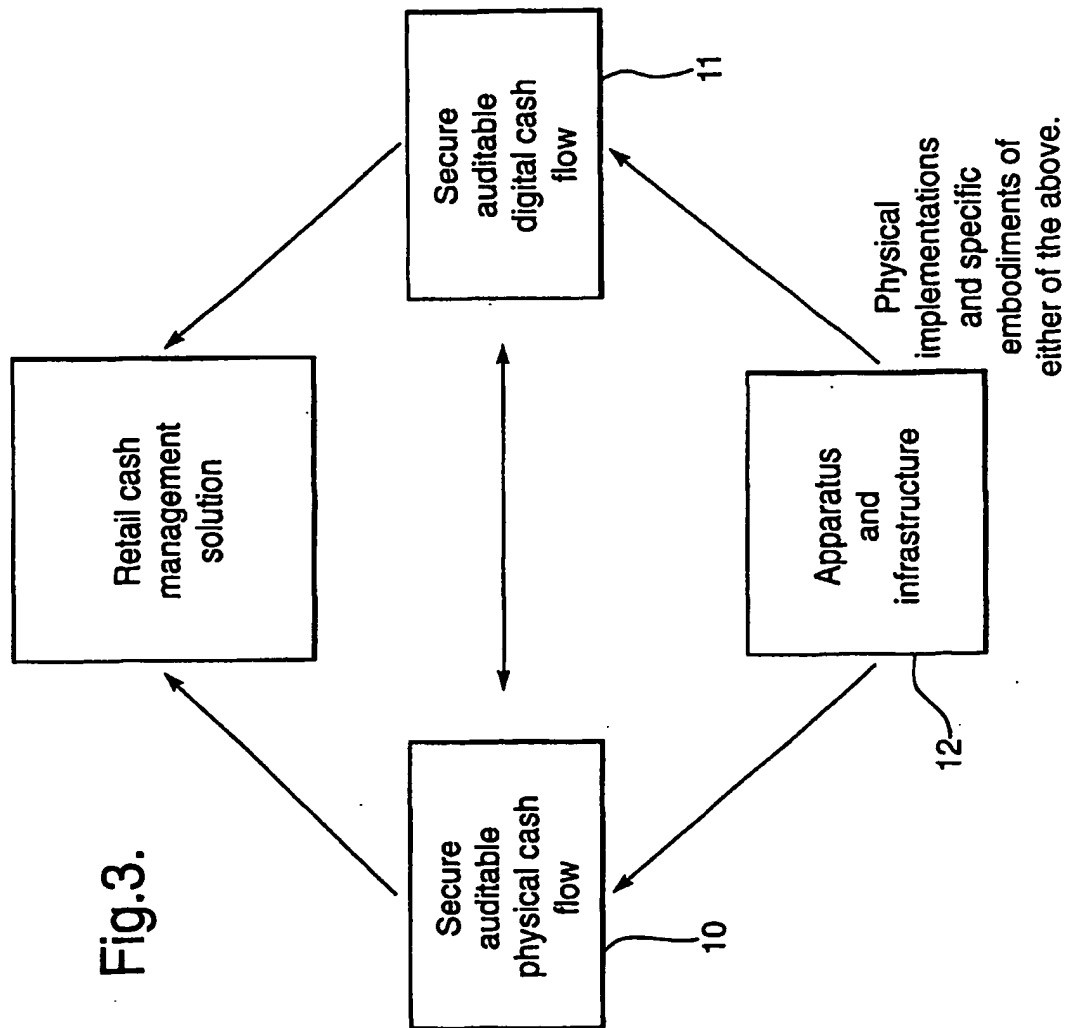 Fig.3.
Retail cash
management
solution
Secure
auditable
physical cash
flow
10
Secure
auditable
digital cash
flow
11
Apparatus
and
infrastructure
12
Physical
implementations
and specific
embodiments of
either of the above.